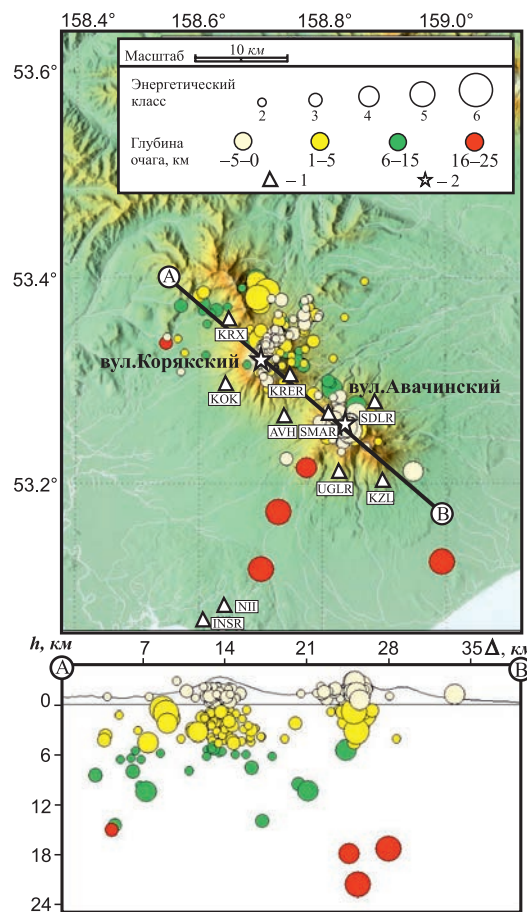 158.4° 158.6° 158.8° 159.0°
53.6°
53.4°
53.2°
Масштаб 10 км
Энергетический класс
2 3 4 5 6
Глубина очага, км
–5–0 1–5 6–15 16–25
– 1 – 2
A
KRX
вул.Корякский
KOK
KRER
вул.Авачинский
SDLR
AVH
SMAR
UGLR
KZL
B
NII
INSR
h, км 7 14 21 28 35 Δ, км
A B
0
6
12
18
24